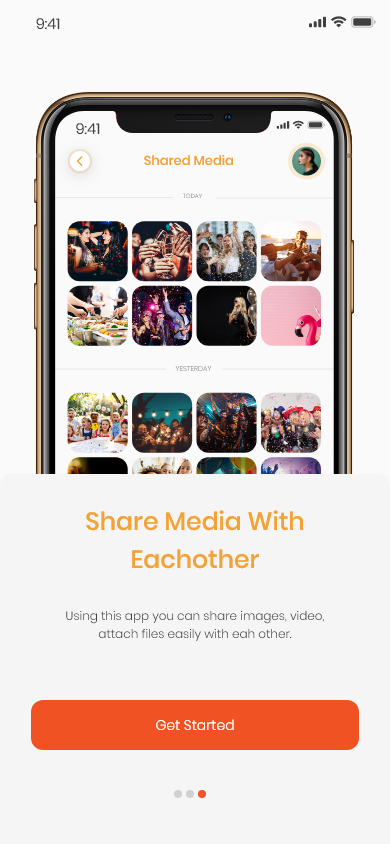 9:41
9:41
Shared Media
TODAY
YESTERDAY
Share Media With
Eachother
Using this app you can share images, video,
attach files easily with eah other.
Get Started